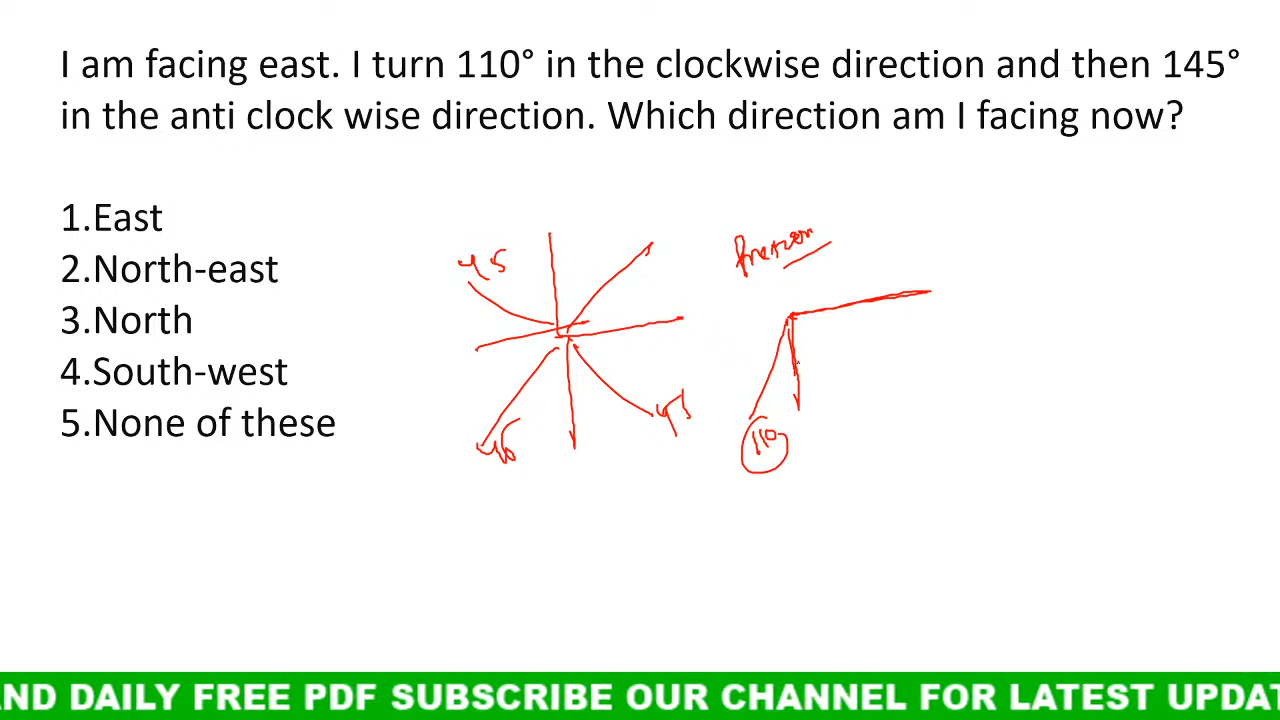 I am facing east. I turn 110° in the clockwise direction and then 145°
in the anti clock wise direction. Which direction am I facing now?
1.East
2.North-east
3.North
4.South-west
5.None of these
45
45
45
110
AND DAILY FREE PDF SUBSCRIBE OUR CHANNEL FOR LATEST UPDAT